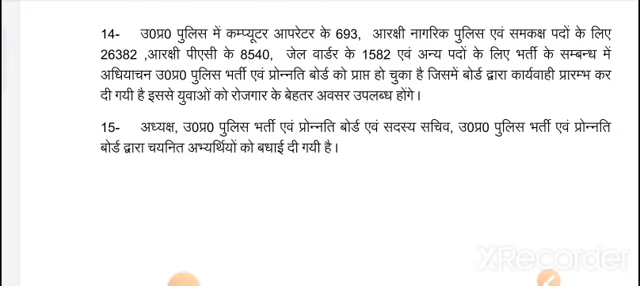 14- उ0प्र0 पुलिस में कम्प्यूटर आपरेटर के 693, आरक्षी नागरिक पुलिस एवं समकक्ष पदों के लिए
26382 ,आरक्षी पीएसी के 8540, जेल वार्डर के 1582 एवं अन्य पदों के लिए भर्ती के सम्बन्ध में
अधियाचन उ0प्र0 पुलिस भर्ती एवं प्रोन्नति बोर्ड को प्राप्त हो चुका है जिसमें बोर्ड द्वारा कार्यवाही प्रारम्भ कर
दी गयी है इससे युवाओं को रोजगार के बेहतर अवसर उपलब्ध होंगे।
15- अध्यक्ष, उ0प्र0 पुलिस भर्ती एवं प्रोन्नति बोर्ड एवं सदस्य सचिव, उ0प्र0 पुलिस भर्ती एवं प्रोन्नति
बोर्ड द्वारा चयनित अभ्यर्थियों को बधाई दी गयी है।
XRecorder